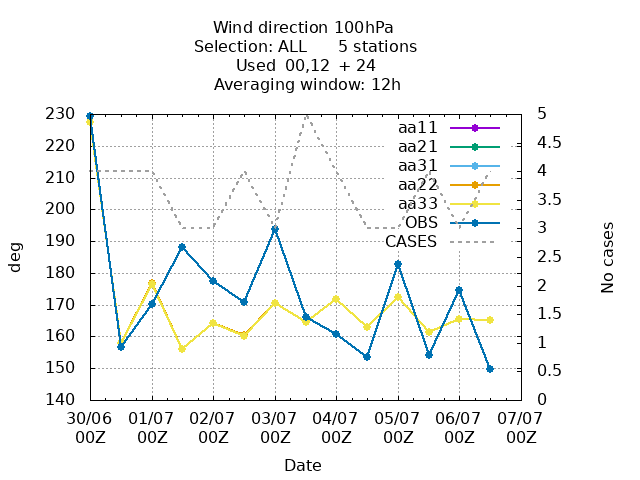 Wind direction 100hPa
Selection: ALL 5 stations
Used 00,12 + 24
Averaging window: 12h
230
220
210
200
190
180
170
160
150
140
deg
5
4.5
4
3.5
3
2.5
2
1.5
1
0.5
0
No cases
aa11
aa21
aa31
aa22
aa33
OBS
CASES
30/06 01/07 02/07 03/07 04/07 05/07 06/07 07/07
00Z 00Z 00Z 00Z 00Z 00Z 00Z 00Z
Date